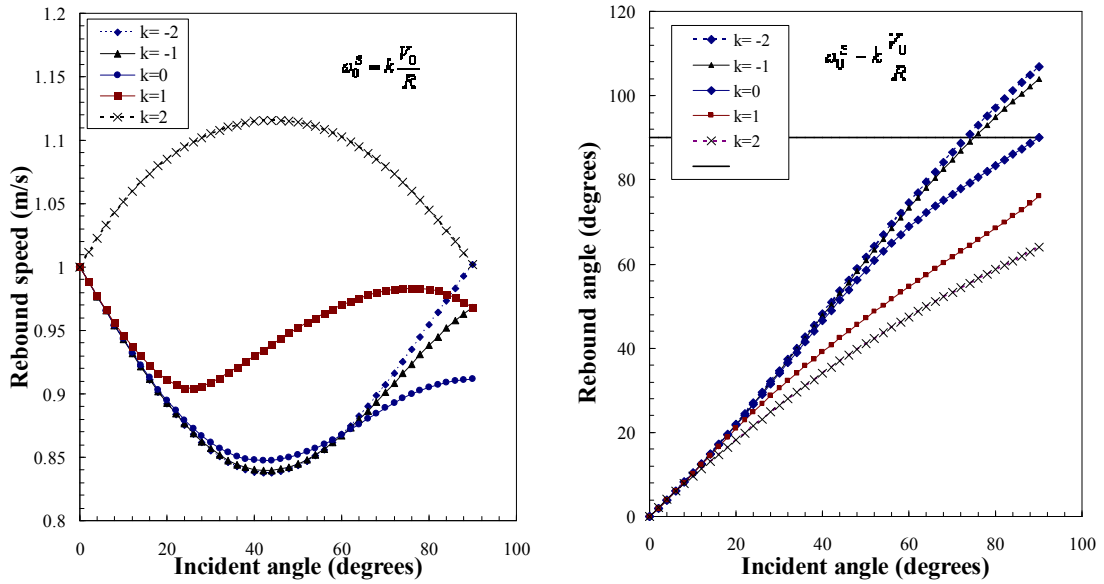 1.2
1.15
1.1
1.05
1
0.95
0.9
0.85
0.8
Rebound speed (m/s)
k= -2
k= -1
k=0
k=1
k=2
ω₀ˢ = k V₀/R
0 20 40 60 80 100
Incident angle (degrees)
120
100
80
60
40
20
0
Rebound angle (degrees)
k= -2
k= -1
k=0
k=1
k=2
ω₀ˢ − k V₀/R
0 20 40 60 80 100
Incident angle (degrees)